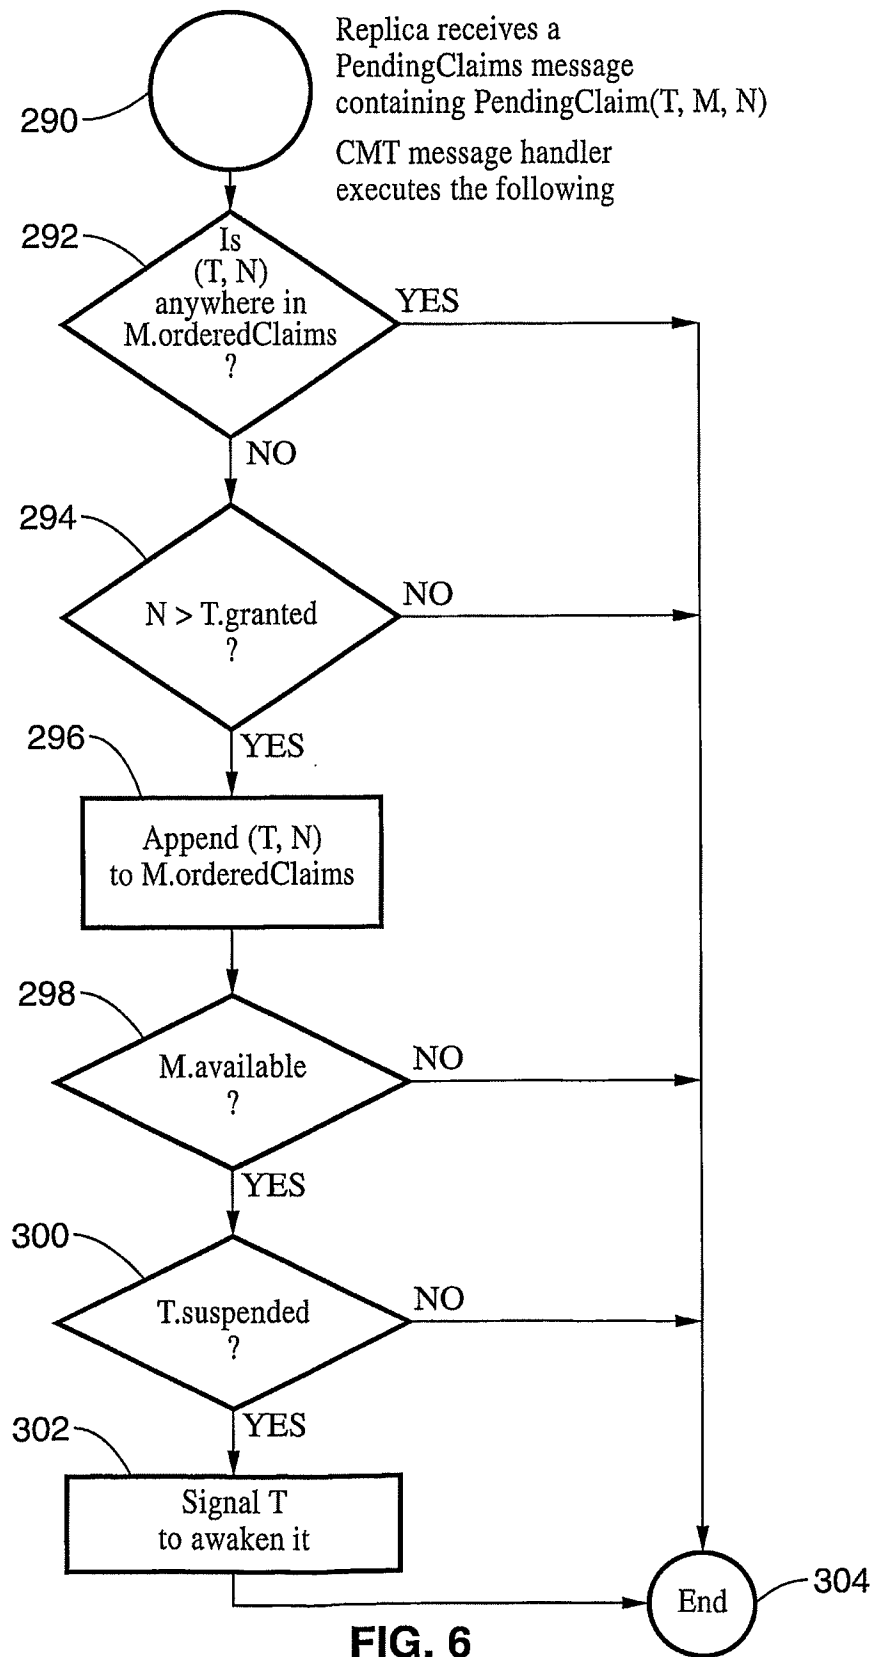 Replica receives a
PendingClaims message
containing PendingClaim(T, M, N)
CMT message handler
executes the following
290
292
Is
(T, N)
anywhere in
M.orderedClaims
?
YES
NO
294
N > T.granted
?
NO
YES
296
Append (T, N)
to M.orderedClaims
298
M.available
?
NO
YES
300
T.suspended
?
NO
YES
302
Signal T
to awaken it
End
304
FIG. 6